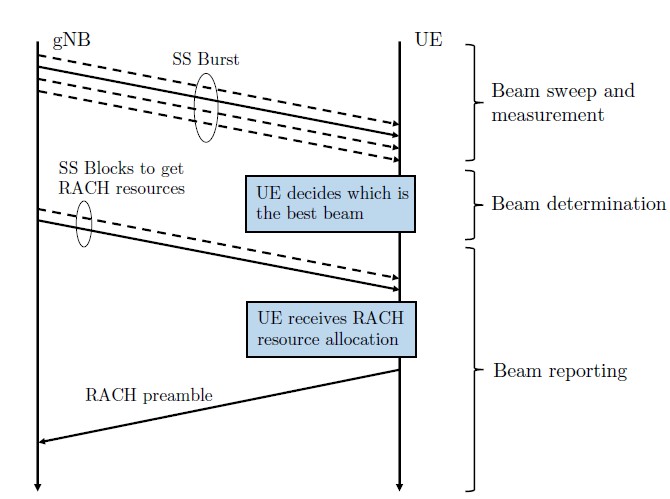 gNB
UE
SS Burst
Beam sweep and
measurement
SS Blocks to get
RACH resources
UE decides which is
the best beam
Beam determination
UE receives RACH
resource allocation
Beam reporting
RACH preamble